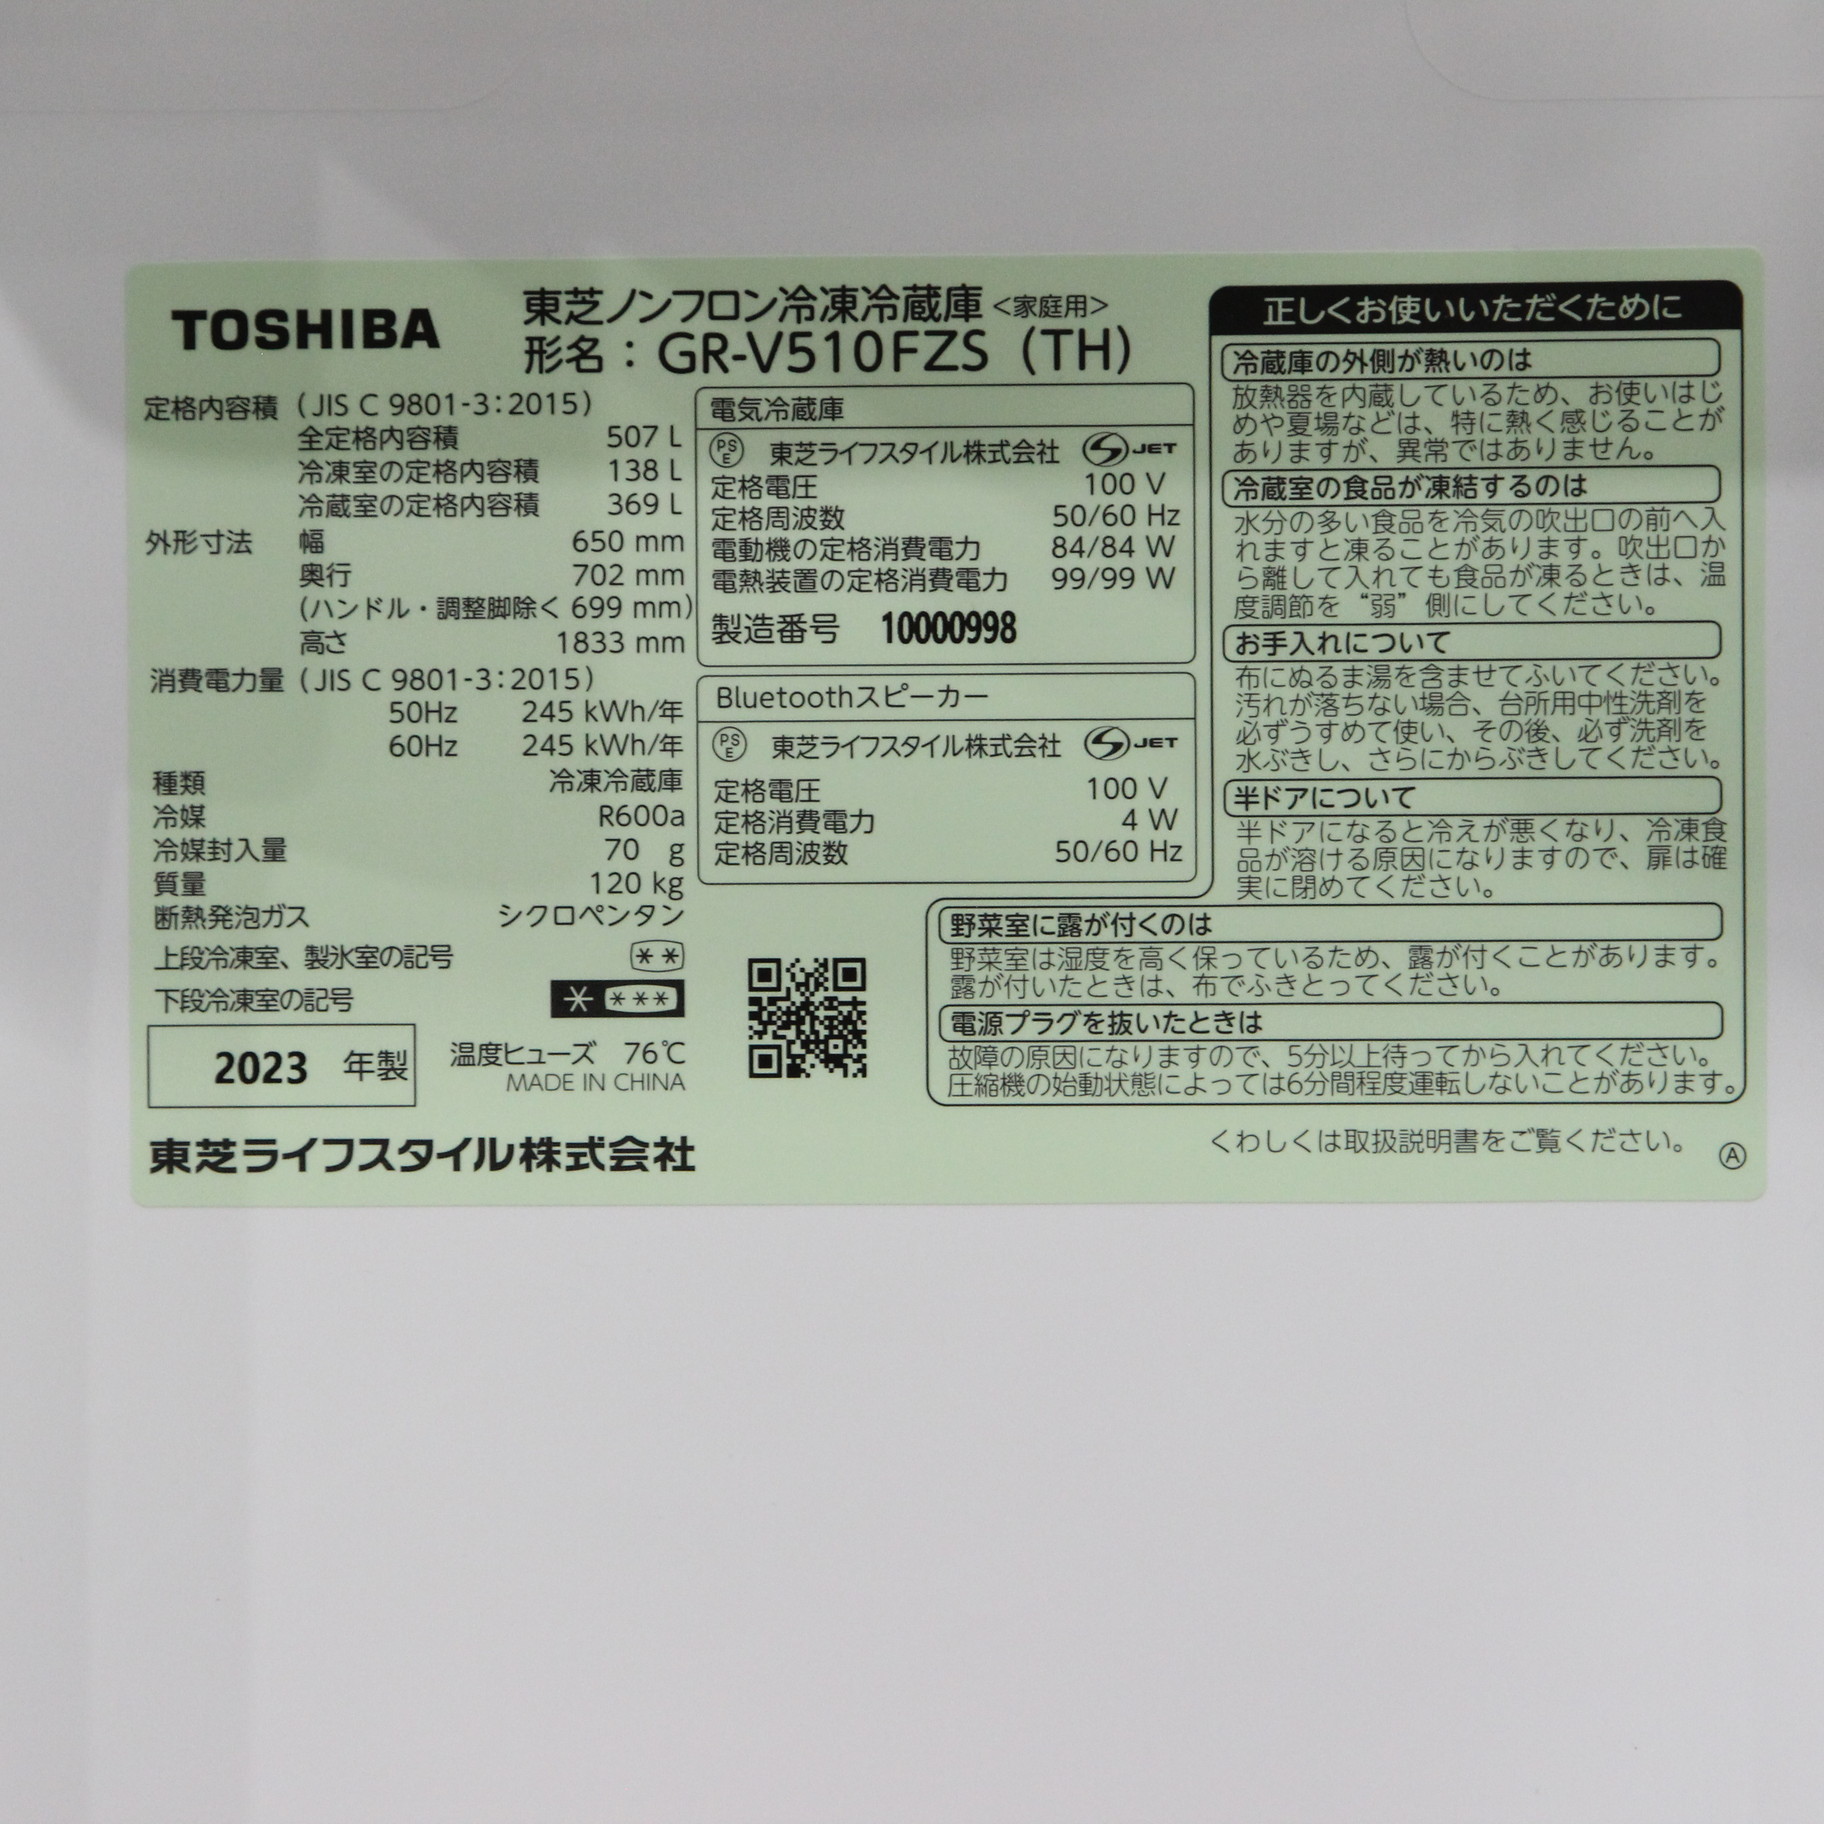 TOSHIBA
東芝ノンフロン冷凍冷蔵庫<家庭用>
形名：GR-V510FZS (TH)
定格内容積 (JIS C 9801-3:2015)
全定格内容積 507 L
冷凍室の定格内容積 138 L
冷蔵室の定格内容積 369 L
外形寸法 幅 650 mm
奥行 702 mm
(ハンドル・調整脚除く 699 mm)
高さ 1833 mm
消費電力量 (JIS C 9801-3:2015)
50Hz 245 kWh/年
60Hz 245 kWh/年
種類 冷凍冷蔵庫
冷媒 R600a
冷媒封入量 70 g
質量 120 kg
断熱発泡ガス シクロペンタン
上段冷凍室、製氷室の記号 **
下段冷凍室の記号 * ***
2023 年製
温度ヒューズ 76℃
MADE IN CHINA
東芝ライフスタイル株式会社
電気冷蔵庫
PSE 東芝ライフスタイル株式会社 JET
定格電圧 100 V
定格周波数 50/60 Hz
電動機の定格消費電力 84/84 W
電熱装置の定格消費電力 99/99 W
製造番号 10000998
Bluetoothスピーカー
PSE 東芝ライフスタイル株式会社 JET
定格電圧 100 V
定格消費電力 4 W
定格周波数 50/60 Hz
正しくお使いいただくために
冷蔵庫の外側が熱いのは
放熱器を内蔵しているため、お使いはじ
めや夏場などは、特に熱く感じることが
ありますが、異常ではありません。
冷蔵室の食品が凍結するのは
水分の多い食品を冷気の吹出口の前へ入
れますと凍ることがあります。吹出口か
ら離して入れても食品が凍るときは、温
度調節を“弱”側にしてください。
お手入れについて
布にぬるま湯を含ませてふいてください。
汚れが落ちない場合、台所用中性洗剤を
必ずうすめて使い、その後、必ず洗剤を
水ぶきし、さらにからぶきしてください。
半ドアについて
半ドアになると冷えが悪くなり、冷凍食
品が溶ける原因になりますので、扉は確
実に閉めてください。
野菜室に露が付くのは
野菜室は湿度を高く保っているため、露が付くことがあります。
露が付いたときは、布でふきとってください。
電源プラグを抜いたときは
故障の原因になりますので、5分以上待ってから入れてください。
圧縮機の始動状態によっては6分間程度運転しないことがあります。
くわしくは取扱説明書をご覧ください。 Ⓐ